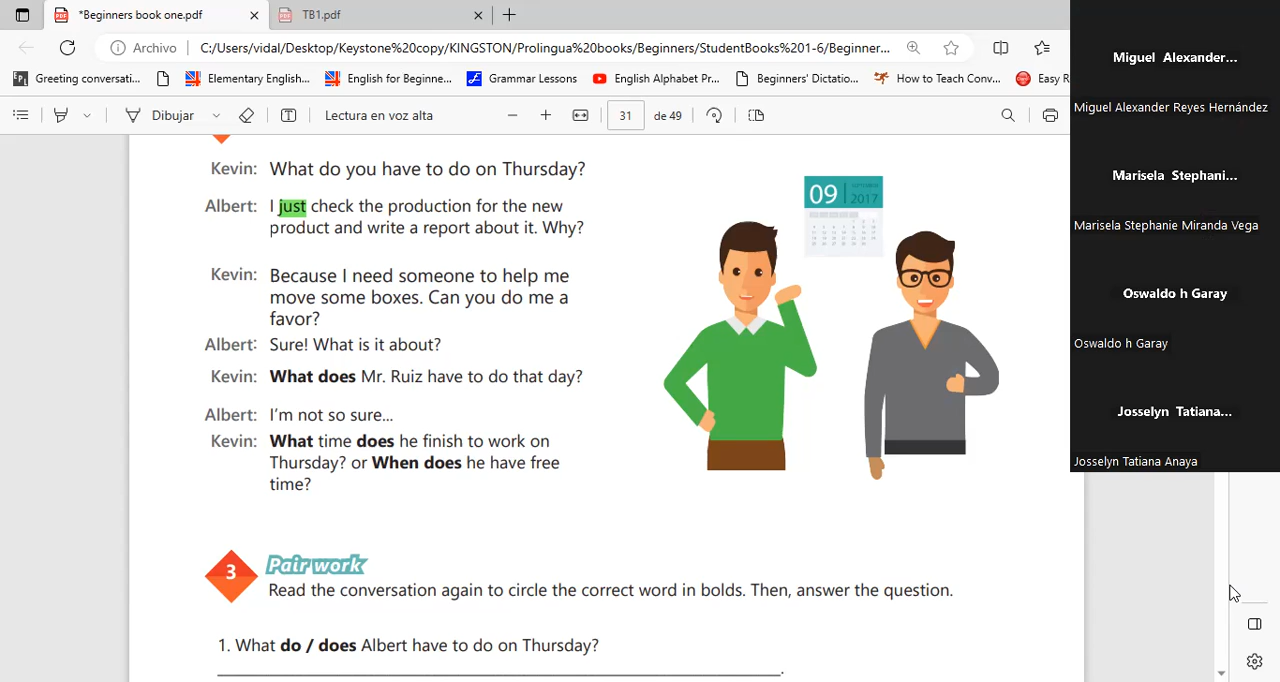 *Beginners book one.pdf
TB1.pdf
Archivo
C:/Users/vidal/Desktop/Keystone%20copy/KINGSTON/Prolingua%20books/Beginners/StudentBooks%201-6/Beginner...
Greeting conversati...
Elementary English...
English for Beginne...
Grammar Lessons
English Alphabet Pr...
Beginners' Dictatio...
How to Teach Conv...
Easy R
Dibujar
Lectura en voz alta
31
de 49
Kevin: What do you have to do on Thursday?
Albert: I just check the production for the new
product and write a report about it. Why?
Kevin: Because I need someone to help me
move some boxes. Can you do me a
favor?
Albert: Sure! What is it about?
Kevin: What does Mr. Ruiz have to do that day?
Albert: I'm not so sure...
Kevin: What time does he finish to work on
Thursday? or When does he have free
time?
09
2017
3
Pair work
Read the conversation again to circle the correct word in bolds. Then, answer the question.
1. What do / does Albert have to do on Thursday?
Miguel Alexander...
Miguel Alexander Reyes Hernández
Marisela Stephani...
Marisela Stephanie Miranda Vega
Oswaldo h Garay
Oswaldo h Garay
Josselyn Tatiana...
Josselyn Tatiana Anaya